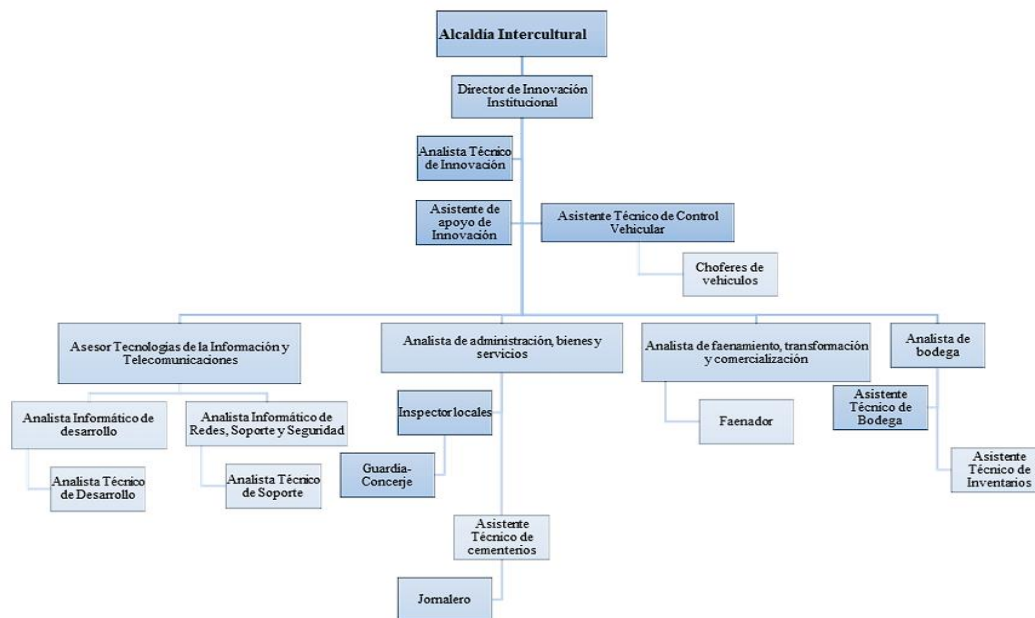 Alcaldía Intercultural
Director de Innovación
Institucional
Analista Técnico
de Innovación
Asistente de
apoyo de
Innovación
Asistente Técnico de Control
Vehicular
Choferes de
vehículos
Asesor Tecnologías de la Información y
Telecomunicaciones
Analista de administración, bienes y
servicios
Analista de faenamiento, transformación
y comercialización
Analista de
bodega
Analista Informático de
desarrollo
Analista Informático de
Redes, Soporte y Seguridad
Inspector locales
Faenador
Asistente
Técnico de
Bodega
Analista Técnico
de Desarrollo
Analista Técnico
de Soporte
Guardía-
Concerje
Asistente
Técnico de
Inventarios
Asistente
Técnico de
cementerios
Jornalero